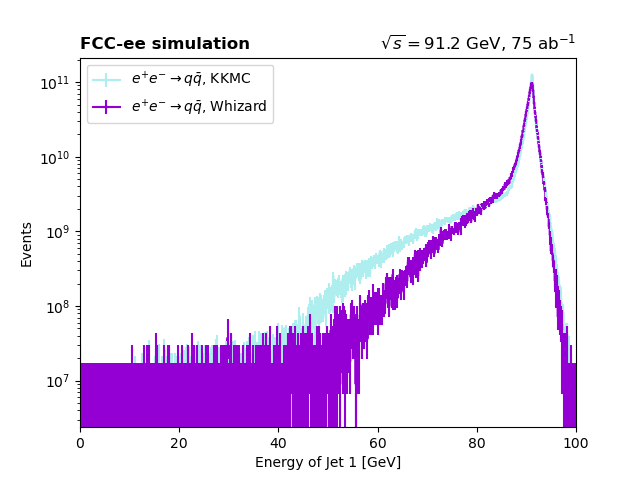 FCC-ee simulation
√s = 91.2 GeV, 75 ab⁻¹
e⁺e⁻ → qq̄, KKMC
e⁺e⁻ → qq̄, Whizard
Events
10¹¹
10¹⁰
10⁹
10⁸
10⁷
0 20 40 60 80 100
Energy of Jet 1 [GeV]